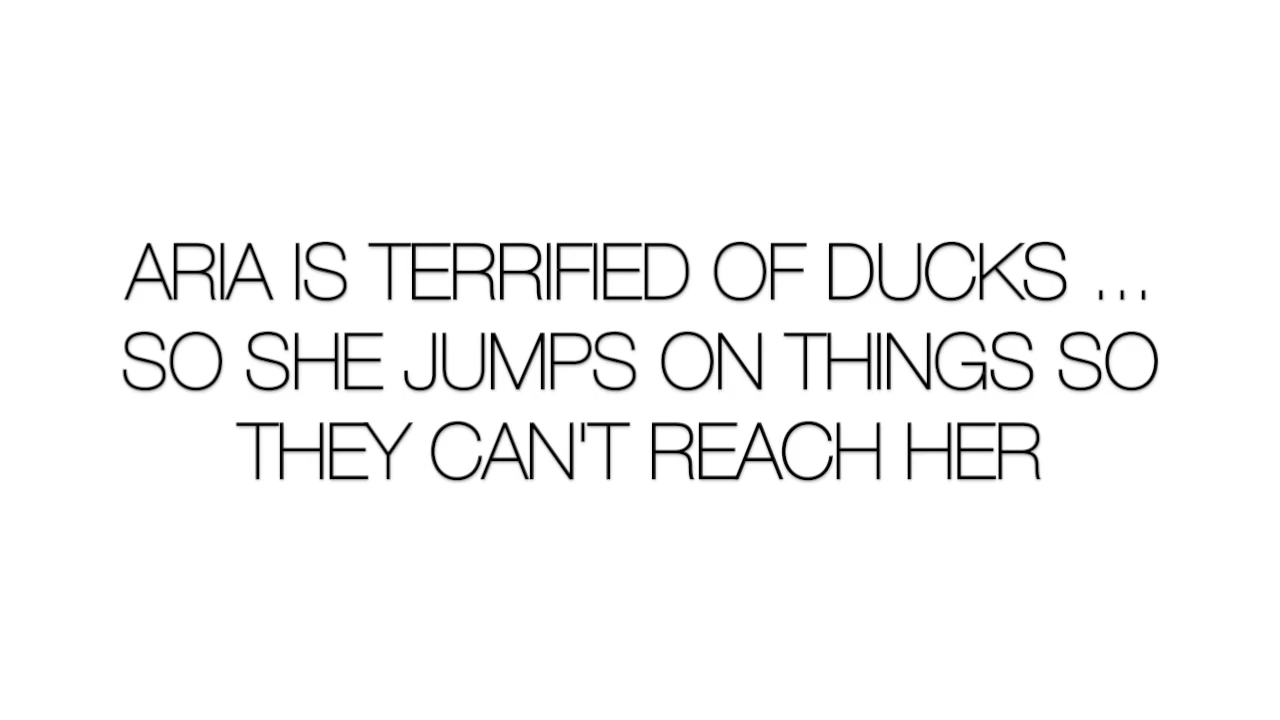 ARIA IS TERRIFIED OF DUCKS ...
SO SHE JUMPS ON THINGS SO
THEY CAN'T REACH HER